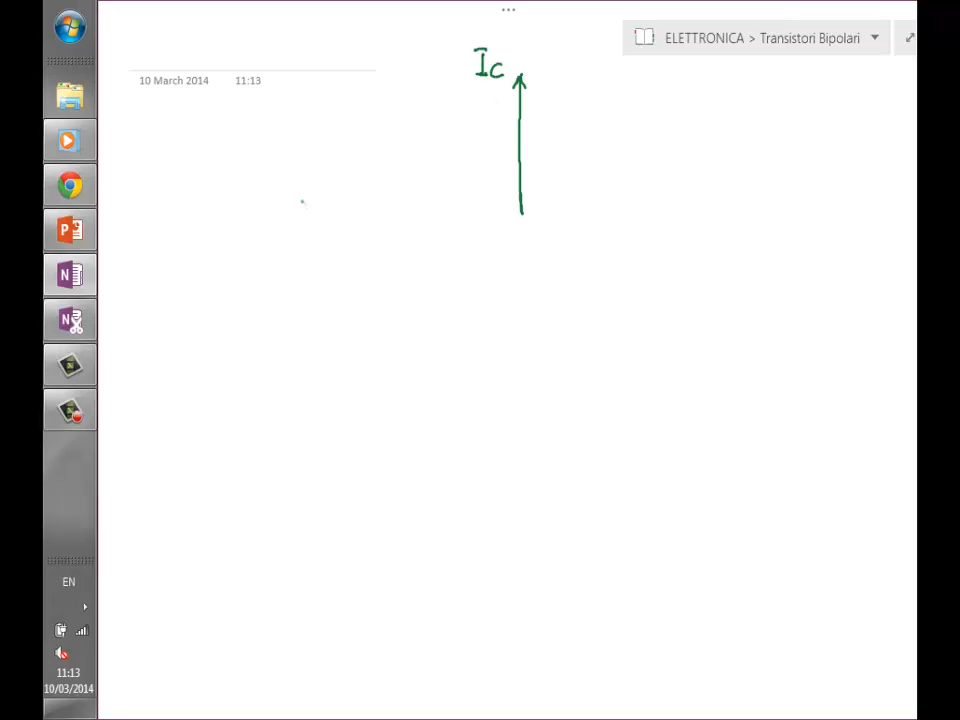 ELETTRONICA > Transistori Bipolari
Ic
10 March 2014 11:13
P
N
N
EN
11:13
10/03/2014